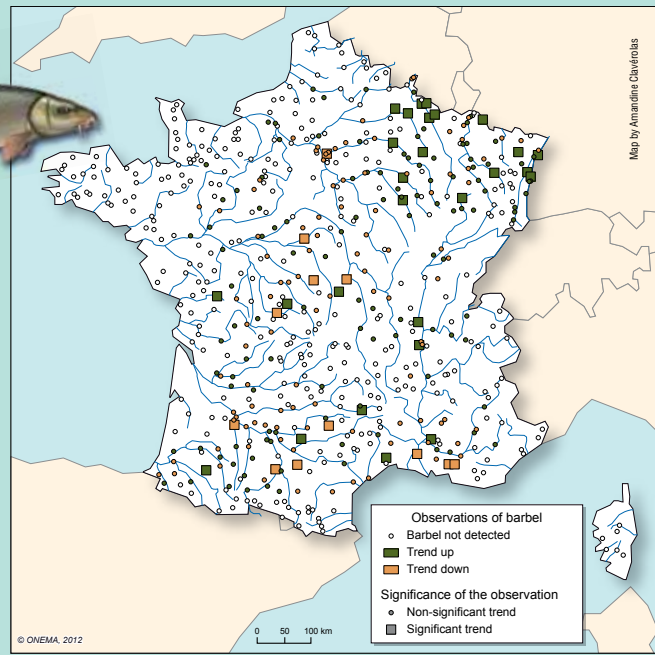 Map by Amandine Clavérolas
Observations of barbel
Barbel not detected
Trend up
Trend down
Significance of the observation
Non-significant trend
Significant trend
© ONEMA, 2012
0 50 100 km